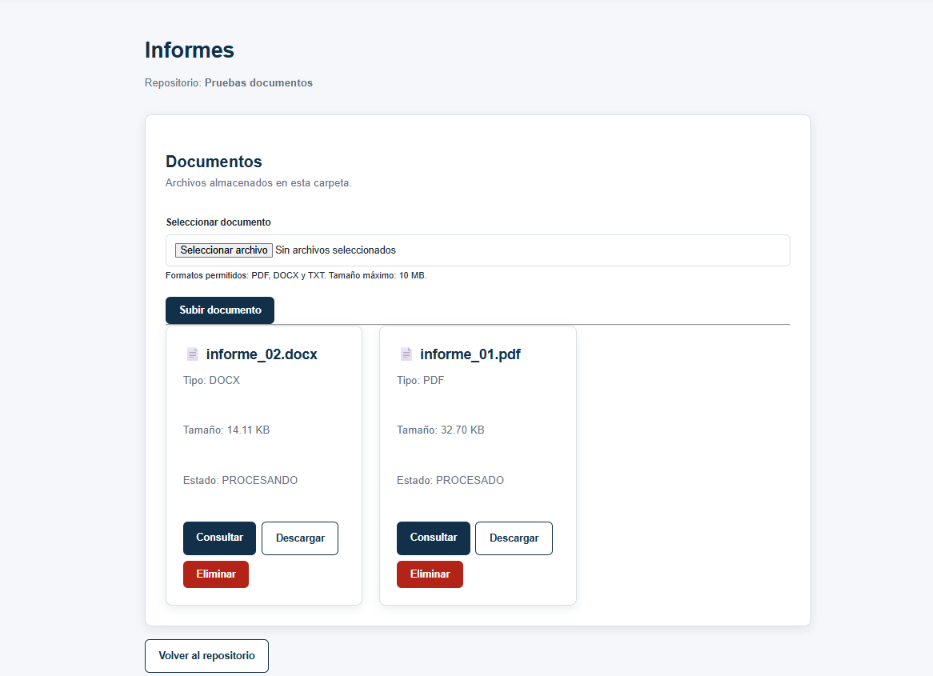 Informes
Repositorio: Pruebas documentos
Documentos
Archivos almacenados en esta carpeta.
Seleccionar documento
Seleccionar archivo Sin archivos seleccionados
Formatos permitidos: PDF, DOCX y TXT. Tamaño máximo: 10 MB.
Subir documento
informe_02.docx
Tipo: DOCX
Tamaño: 14.11 KB
Estado: PROCESANDO
Consultar Descargar
Eliminar
informe_01.pdf
Tipo: PDF
Tamaño: 32.70 KB
Estado: PROCESADO
Consultar Descargar
Eliminar
Volver al repositorio